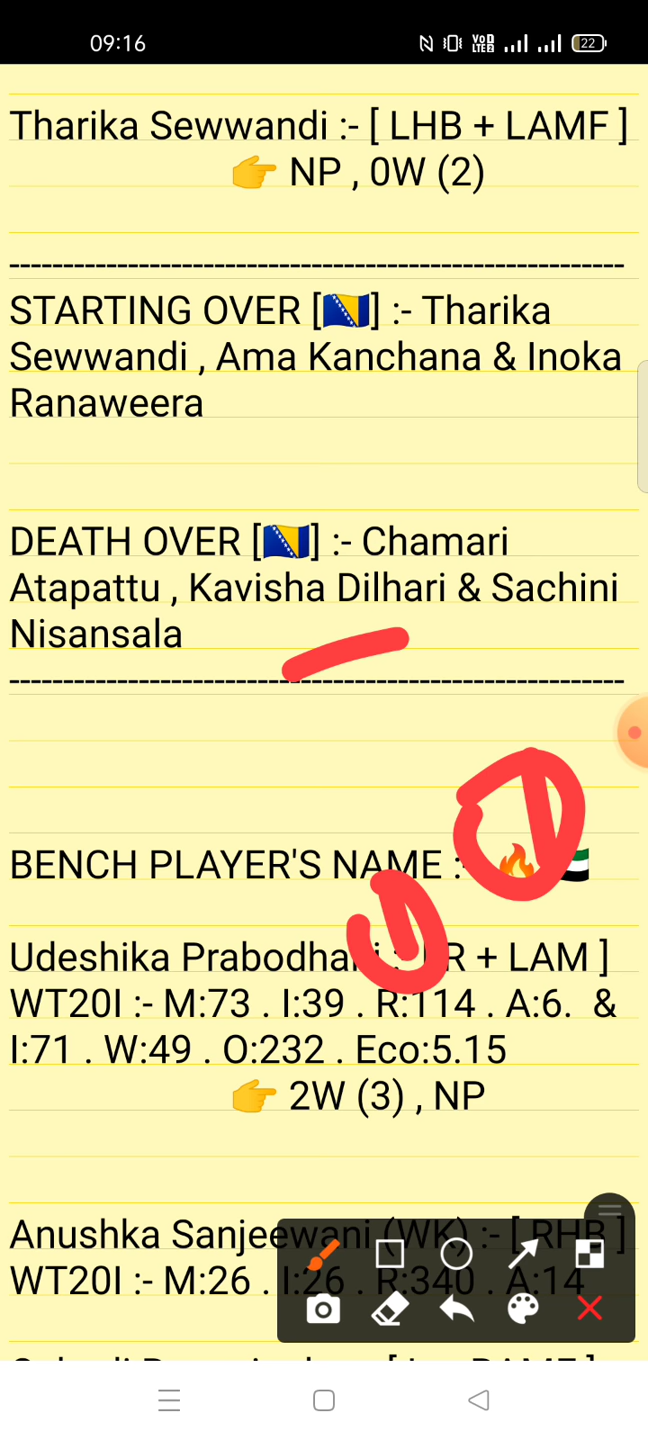 09:16
22
Tharika Sewwandi :- [ LHB + LAMF ]
👉 NP , 0W (2)
---------------------------------------------------------
STARTING OVER [🇧🇦] :- Tharika
Sewwandi , Ama Kanchana & Inoka
Ranaweera
DEATH OVER [🇧🇦] :- Chamari
Atapattu , Kavisha Dilhari & Sachini
Nisansala
---------------------------------------------------------
BENCH PLAYER'S NAME :- 🔥
Udeshika Prabodhani R + LAM ]
WT20I :- M:73 . I:39 . R:114 . A:6. &
I:71 . W:49 . O:232 . Eco:5.15
👉 2W (3) , NP
Anushka Sanjeewani (WK) :- [ RHB ]
WT20I :- M:26 . I:26 . R:340 . A:14